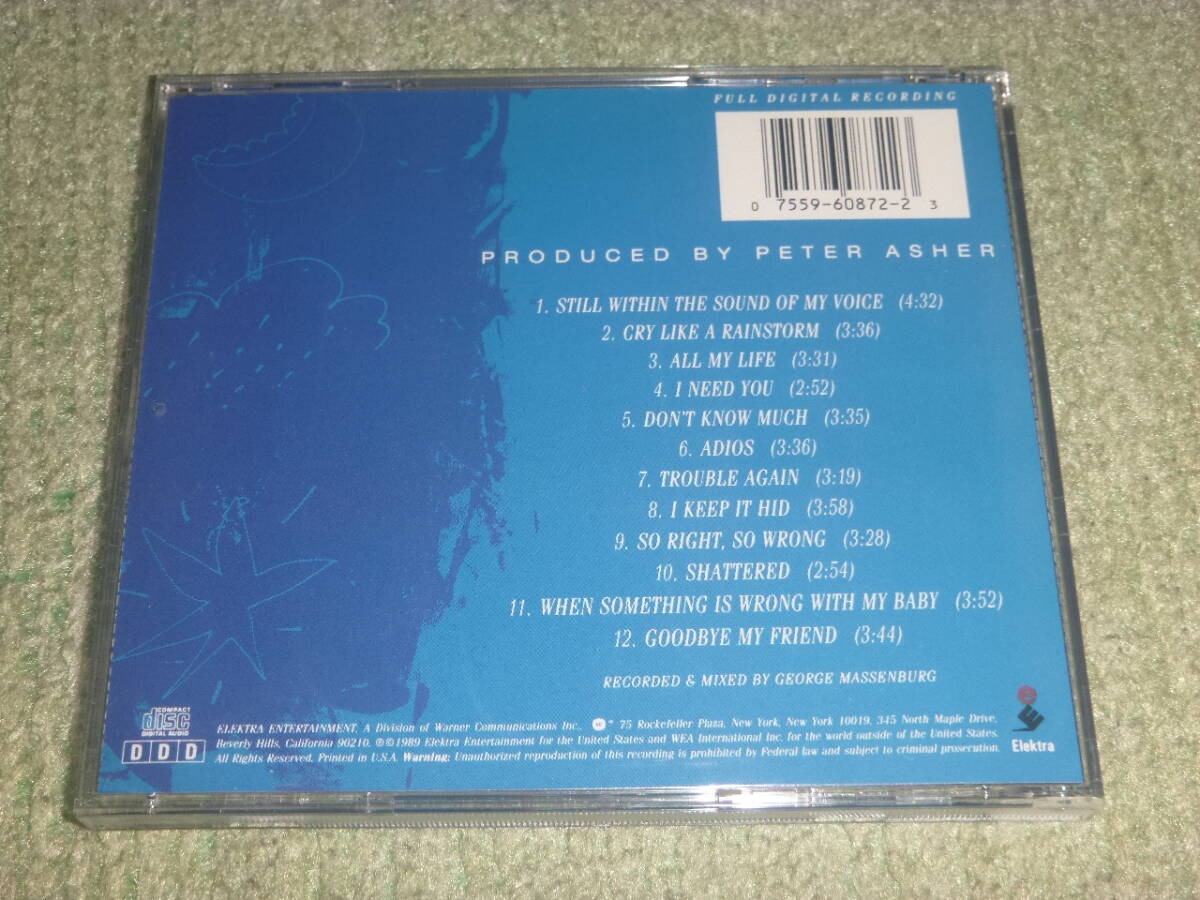 FULL DIGITAL RECORDING
0 7559-60872-2 3
PRODUCED BY PETER ASHER
1. STILL WITHIN THE SOUND OF MY VOICE (4:32)
2. CRY LIKE A RAINSTORM (3:36)
3. ALL MY LIFE (3:31)
4. I NEED YOU (2:52)
5. DON'T KNOW MUCH (3:35)
6. ADIOS (3:36)
7. TROUBLE AGAIN (3:19)
8. I KEEP IT HID (3:58)
9. SO RIGHT, SO WRONG (3:28)
10. SHATTERED (2:54)
11. WHEN SOMETHING IS WRONG WITH MY BABY (3:52)
12. GOODBYE MY FRIEND (3:44)
RECORDED & MIXED BY GEORGE MASSENBURG
COMPACT
disc
DIGITAL AUDIO
DDD
ELEKTRA ENTERTAINMENT, A Division of Warner Communications Inc., 75 Rockefeller Plaza, New York, New York 10019. 345 North Maple Drive,
Beverly Hills, California 90210. ℗©1989 Elektra Entertainment for the United States and WEA International Inc. for the world outside of the United States.
All Rights Reserved. Printed in U.S.A. Warning: Unauthorized reproduction of this recording is prohibited by Federal law and subject to criminal prosecution.
Elektra